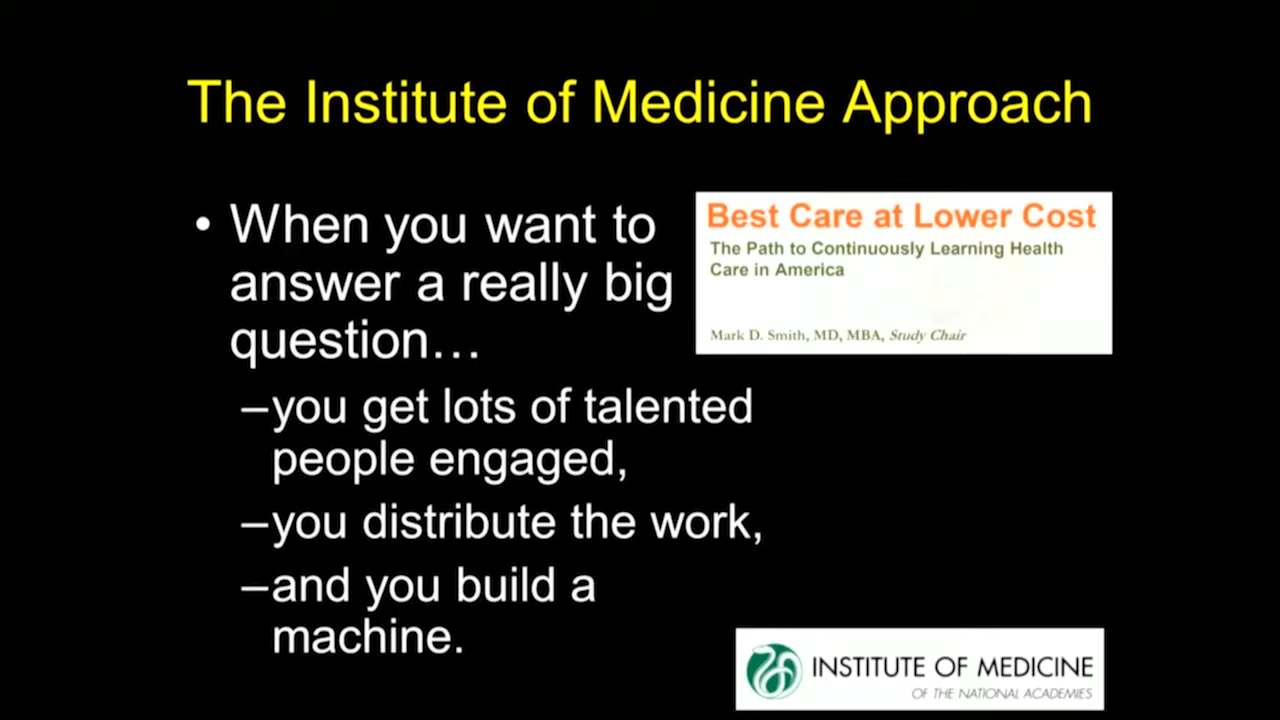 The Institute of Medicine Approach
• When you want to
answer a really big
question…
–you get lots of talented
people engaged,
–you distribute the work,
–and you build a
machine.
Best Care at Lower Cost
The Path to Continuously Learning Health
Care in America
Mark D. Smith, MD, MBA, Study Chair
INSTITUTE OF MEDICINE
OF THE NATIONAL ACADEMIES